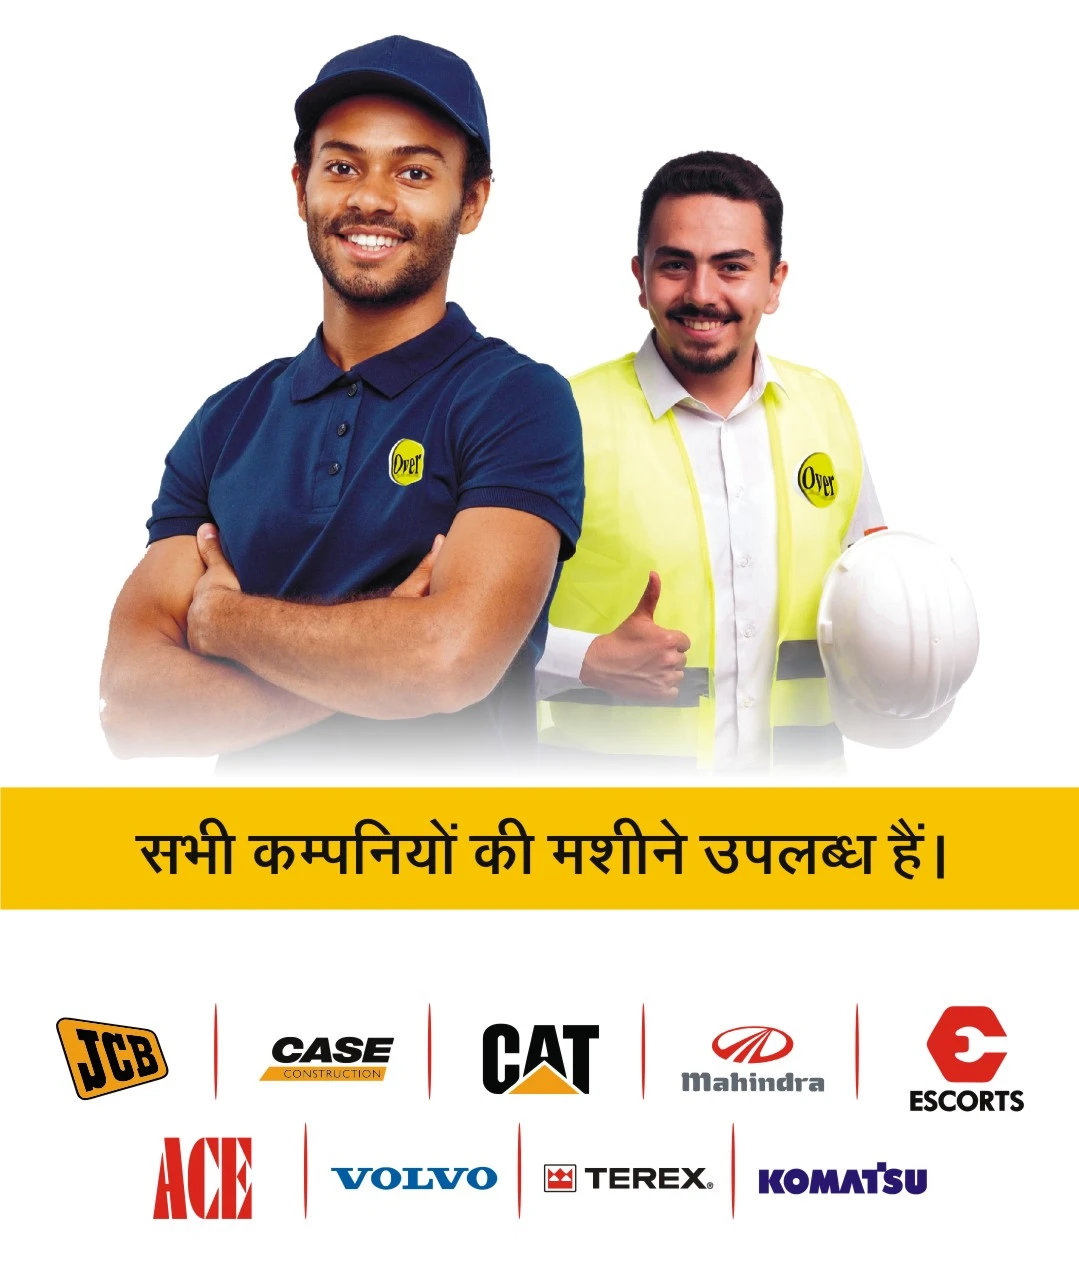 Over
Over
सभी कम्पनियों की मशीने उपलब्ध हैं।
JCB
CASE
CONSTRUCTION
CAT
Mahindra
ESCORTS
ACE
VOLVO
TEREX®
KOMATSU